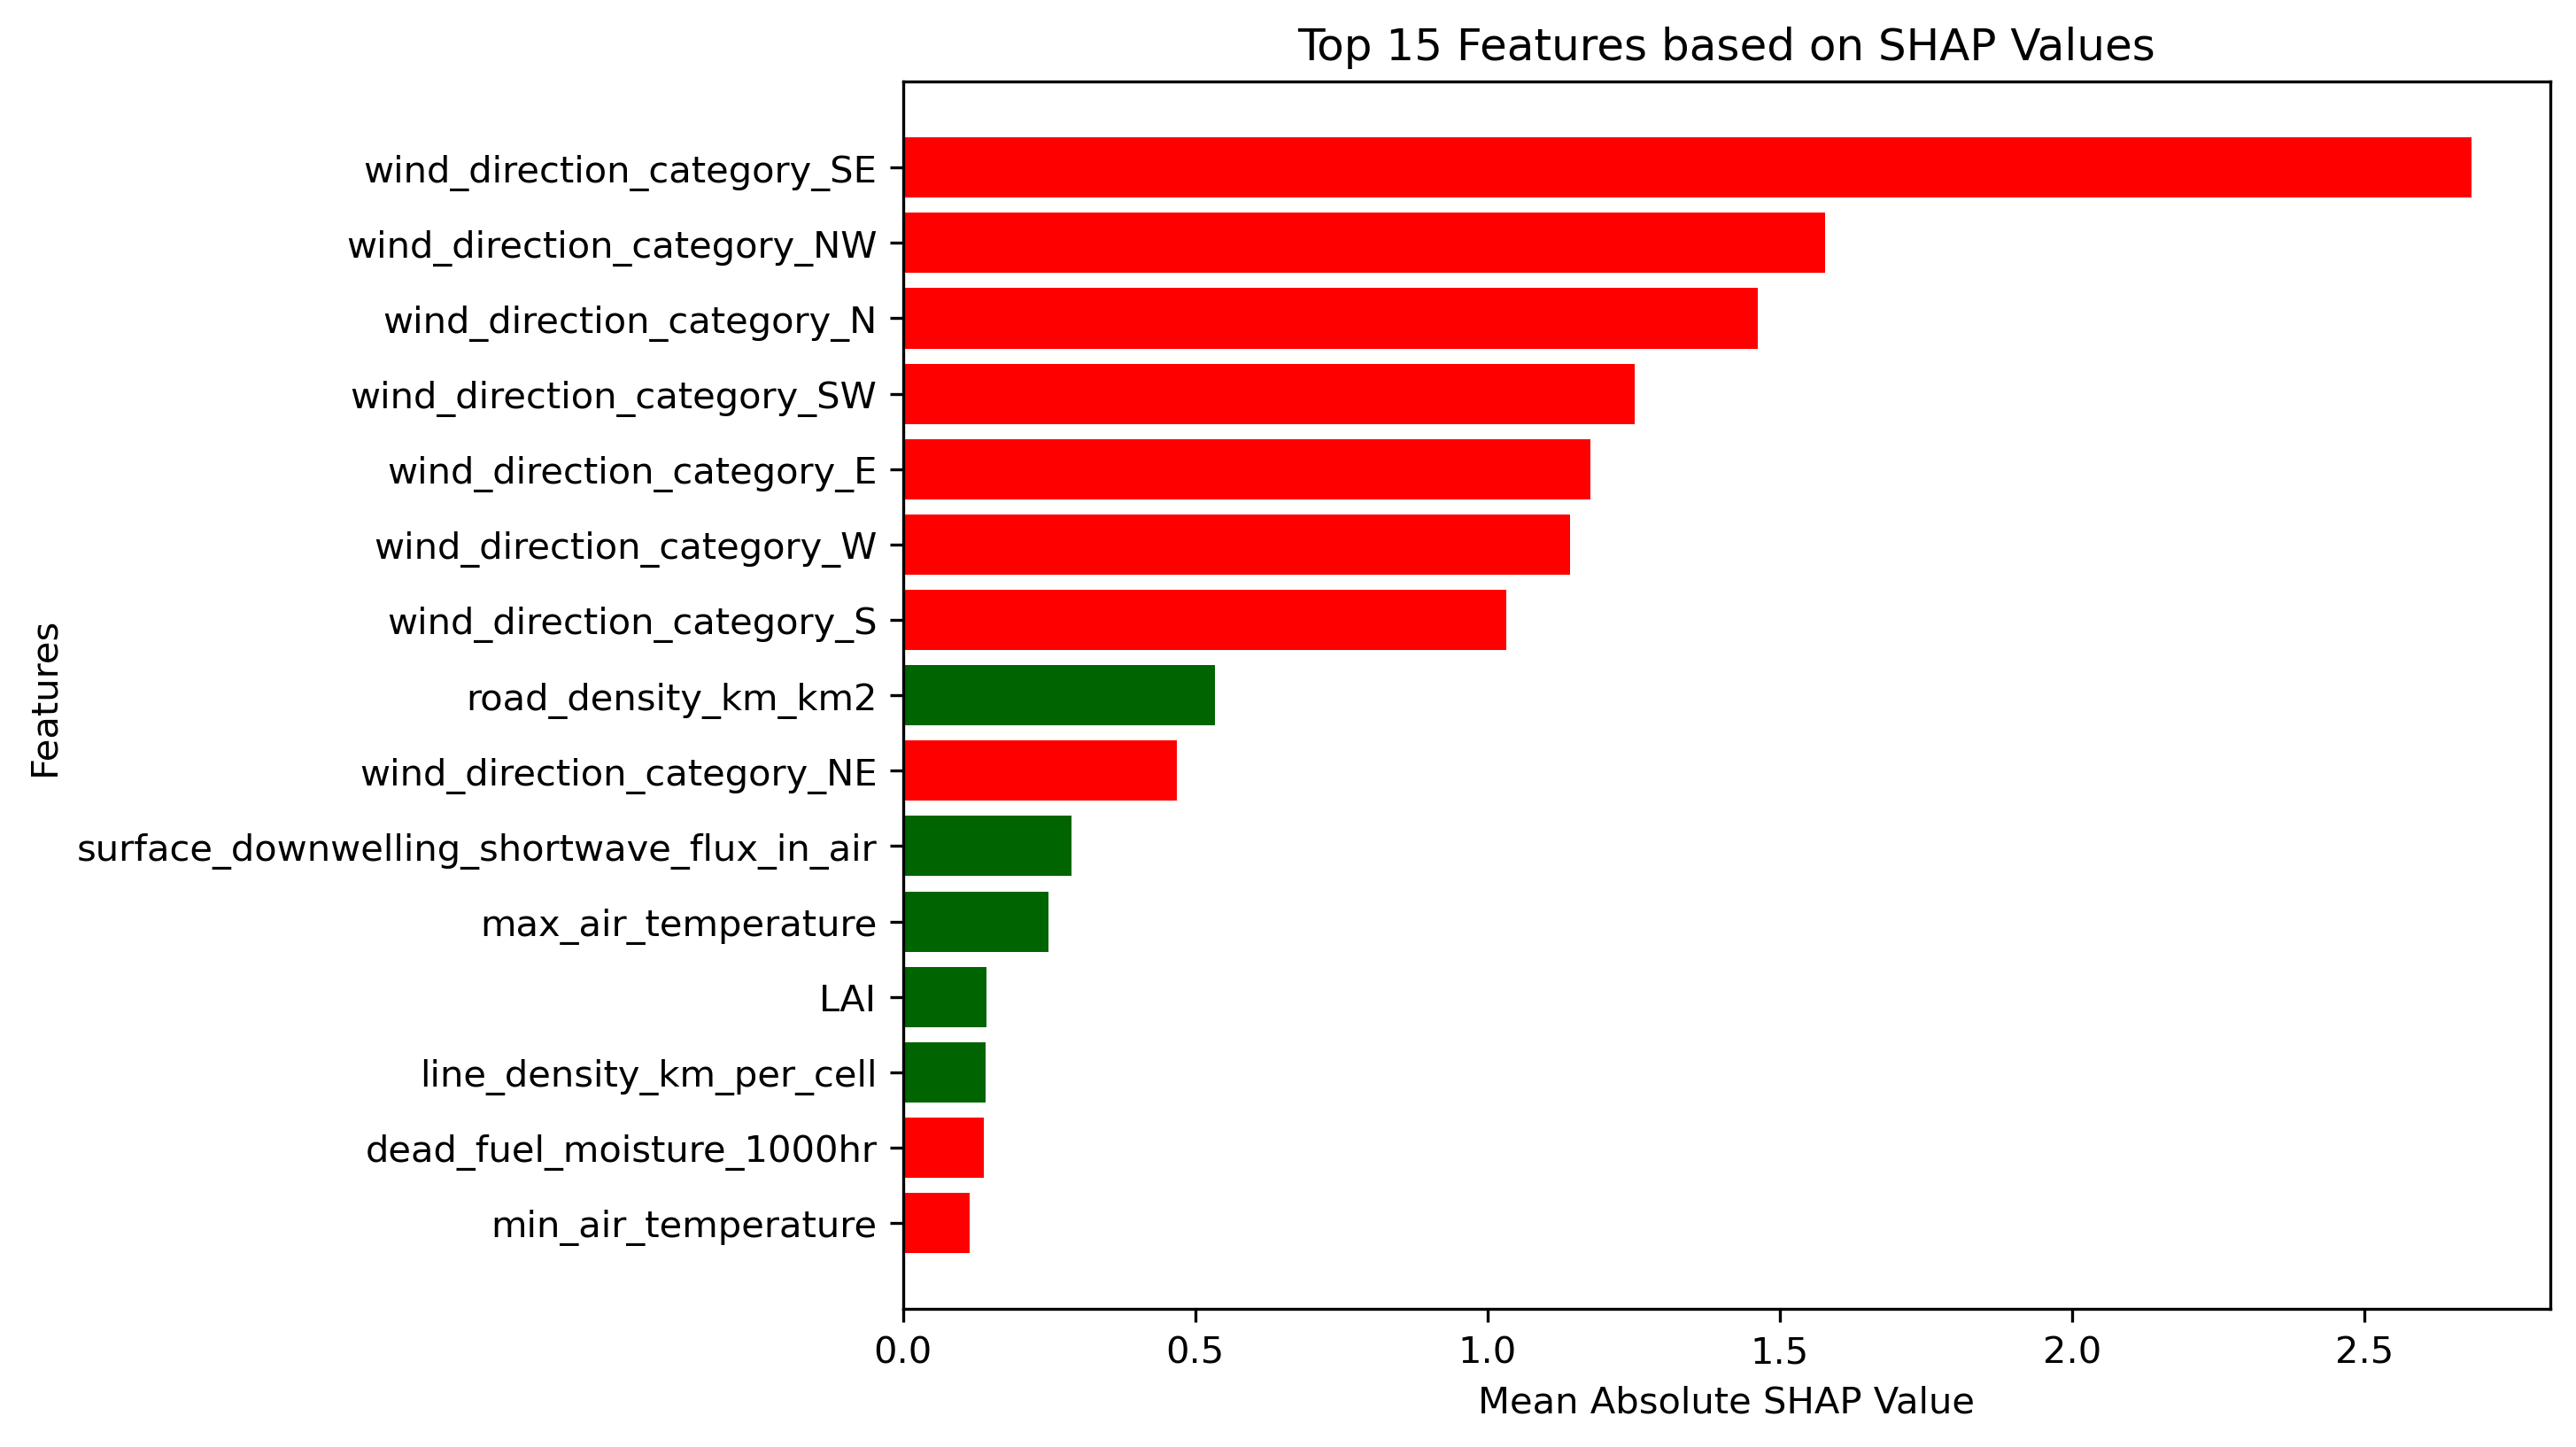 Top 15 Features based on SHAP Values
Features
wind_direction_category_SE
wind_direction_category_NW
wind_direction_category_N
wind_direction_category_SW
wind_direction_category_E
wind_direction_category_W
wind_direction_category_S
road_density_km_km2
wind_direction_category_NE
surface_downwelling_shortwave_flux_in_air
max_air_temperature
LAI
line_density_km_per_cell
dead_fuel_moisture_1000hr
min_air_temperature
0.0 0.5 1.0 1.5 2.0 2.5
Mean Absolute SHAP Value